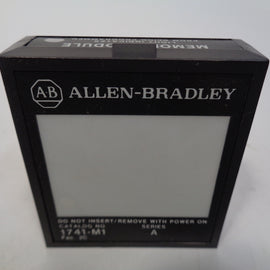 MEMORY MODULE
AB ALLEN-BRADLEY
DO NOT INSERT/REMOVE WITH POWER ON
CATALOG NO SERIES
1741-M1 A